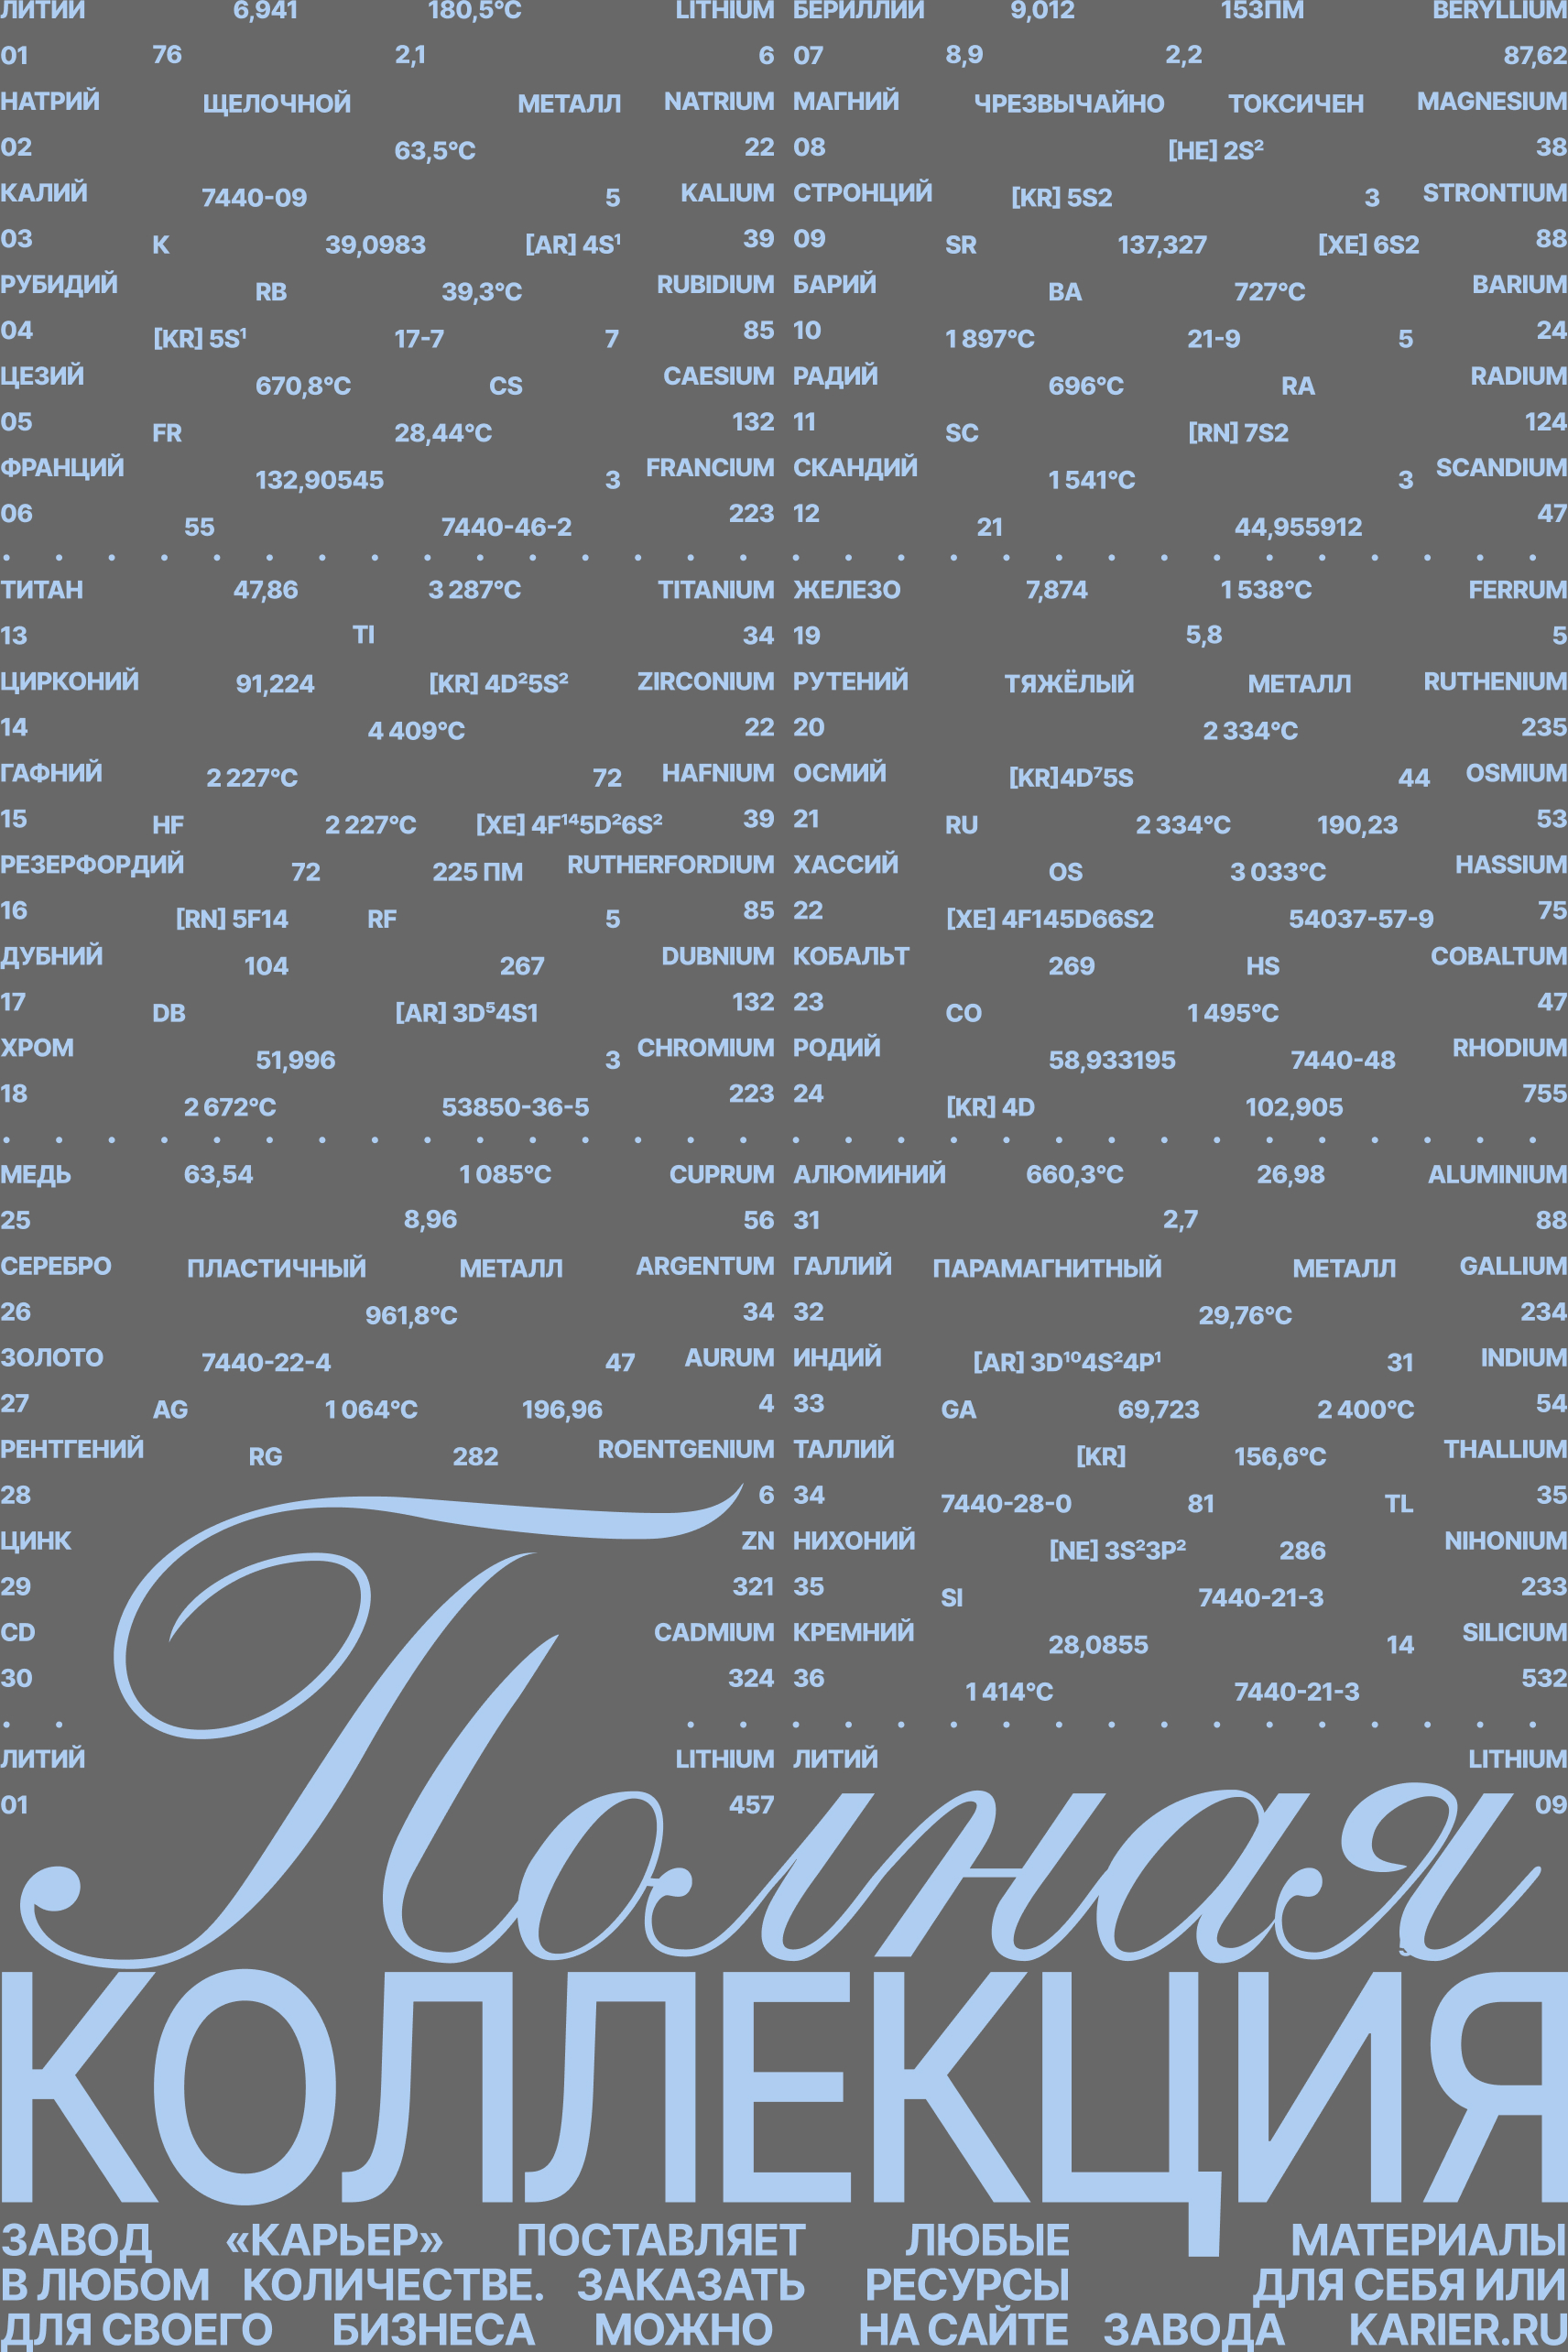 ЛИТИЙ 6,941 180,5°C LITHIUM
01 76 2,1 6
НАТРИЙ ЩЕЛОЧНОЙ МЕТАЛЛ NATRIUM
02 63,5°C 22
КАЛИЙ 7440-09 5 KALIUM
03 K 39,0983 [AR] 4S¹ 39
РУБИДИЙ RB 39,3°C RUBIDIUM
04 [KR] 5S¹ 17-7 7 85
ЦЕЗИЙ 670,8°C CS CAESIUM
05 FR 28,44°C 132
ФРАНЦИЙ 132,90545 3 FRANCIUM
06 55 7440-46-2 223
БЕРИЛЛИЙ 9,012 153ПМ BERYLLIUM
07 8,9 2,2 87,62
МАГНИЙ ЧРЕЗВЫЧАЙНО ТОКСИЧЕН MAGNESIUM
08 [HE] 2S² 38
СТРОНЦИЙ [KR] 5S2 3 STRONTIUM
09 SR 137,327 [XE] 6S2 88
БАРИЙ BA 727°C BARIUM
10 1 897°C 21-9 5 24
РАДИЙ 696°C RA RADIUM
11 SC [RN] 7S2 124
СКАНДИЙ 1 541°C 3 SCANDIUM
12 21 44,955912 47
ТИТАН 47,86 3 287°C TITANIUM
13 TI 34
ЦИРКОНИЙ 91,224 [KR] 4D²5S² ZIRCONIUM
14 4 409°C 22
ГАФНИЙ 2 227°C 72 HAFNIUM
15 HF 2 227°C [XE] 4F¹⁴5D²6S² 39
РЕЗЕРФОРДИЙ 72 225 ПМ RUTHERFORDIUM
16 [RN] 5F14 RF 5 85
ДУБНИЙ 104 267 DUBNIUM
17 DB [AR] 3D⁵4S1 132
ХРОМ 51,996 3 CHROMIUM
18 2 672°C 53850-36-5 223
ЖЕЛЕЗО 7,874 1 538°C FERRUM
19 5,8 5
РУТЕНИЙ ТЯЖЁЛЫЙ МЕТАЛЛ RUTHENIUM
20 2 334°C 235
ОСМИЙ [KR]4D⁷5S 44 OSMIUM
21 RU 2 334°C 190,23 53
ХАССИЙ OS 3 033°C HASSIUM
22 [XE] 4F145D66S2 54037-57-9 75
КОБАЛЬТ 269 HS COBALTUM
23 CO 1 495°C 47
РОДИЙ 58,933195 7440-48 RHODIUM
24 [KR] 4D 102,905 755
МЕДЬ 63,54 1 085°C CUPRUM
25 8,96 56
СЕРЕБРО ПЛАСТИЧНЫЙ МЕТАЛЛ ARGENTUM
26 961,8°C 34
ЗОЛОТО 7440-22-4 47 AURUM
27 AG 1 064°C 196,96 4
РЕНТГЕНИЙ RG 282 ROENTGENIUM
28 6
ЦИНК ZN
29 321
CD CADMIUM
30 324
АЛЮМИНИЙ 660,3°C 26,98 ALUMINIUM
31 2,7 88
ГАЛЛИЙ ПАРАМАГНИТНЫЙ МЕТАЛЛ GALLIUM
32 29,76°C 234
ИНДИЙ [AR] 3D¹⁰4S²4P¹ 31 INDIUM
33 GA 69,723 2 400°C 54
ТАЛЛИЙ [KR] 156,6°C THALLIUM
34 7440-28-0 81 TL 35
НИХОНИЙ [NE] 3S²3P² 286 NIHONIUM
35 SI 7440-21-3 233
КРЕМНИЙ 28,0855 14 SILICIUM
36 1 414°C 7440-21-3 532
ЛИТИЙ LITHIUM
01 457
ЛИТИЙ LITHIUM
09
Полная
КОЛЛЕКЦИЯ
ЗАВОД «КАРЬЕР» ПОСТАВЛЯЕТ ЛЮБЫЕ МАТЕРИАЛЫ
В ЛЮБОМ КОЛИЧЕСТВЕ. ЗАКАЗАТЬ РЕСУРСЫ ДЛЯ СЕБЯ ИЛИ
ДЛЯ СВОЕГО БИЗНЕСА МОЖНО НА САЙТЕ ЗАВОДА KARIER.RU